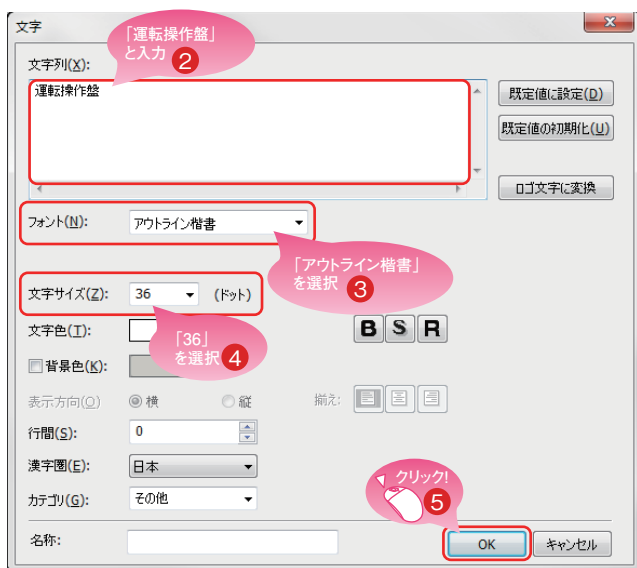 文字
「運転操作盤」
と入力 2
文字列(X):
運転操作盤
既定値に設定(D)
既定値の初期化(U)
ロゴ文字に変換
フォント(N): アウトライン楷書
「アウトライン楷書」
を選択 3
文字サイズ(Z): 36 (ドット)
文字色(T): B S R
「36」
を選択 4
背景色(K):
表示方向(O) 横 縦 揃え:
行間(S): 0
漢字圏(E): 日本
カテゴリ(G): その他
クリック!
5
名称:
OK キャンセル